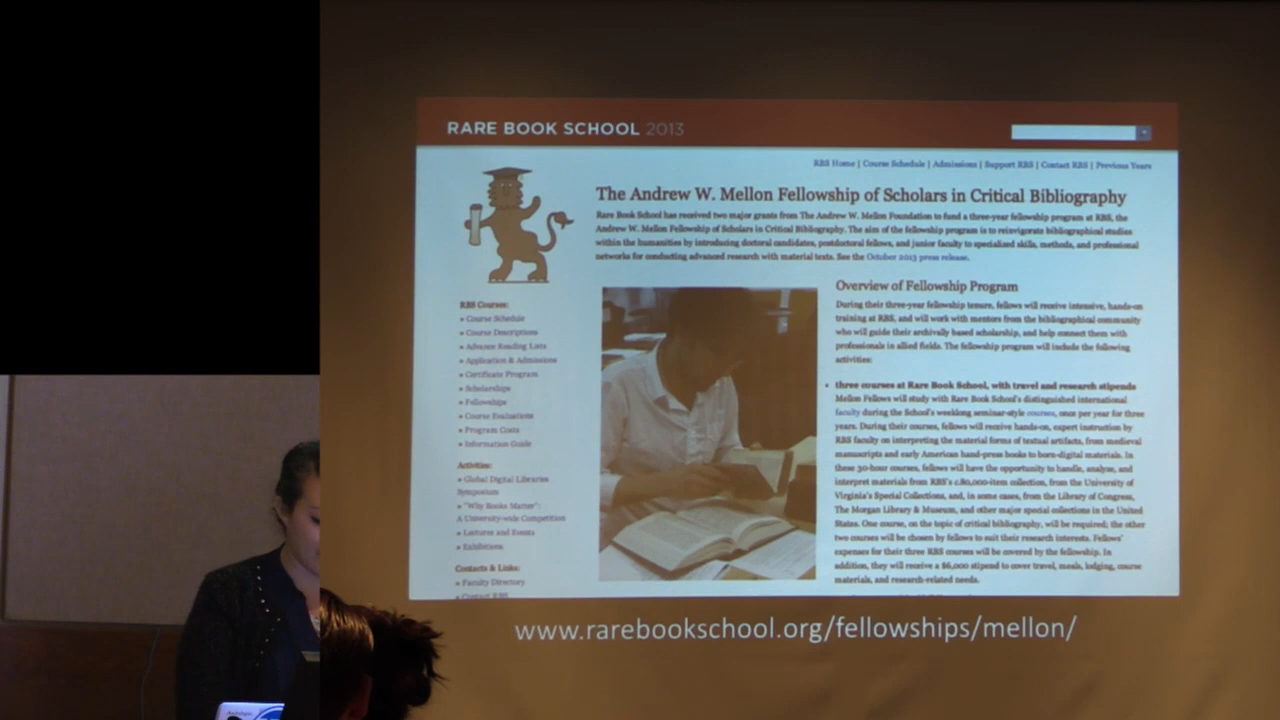 RARE BOOK SCHOOL 2013
RBS Home | Course Schedule | Admissions | Support RBS | Contact RBS | Previous Years
The Andrew W. Mellon Fellowship of Scholars in Critical Bibliography
Rare Book School has received two major grants from The Andrew W. Mellon Foundation to fund a three-year fellowship program at RBS, the
Andrew W. Mellon Fellowship of Scholars in Critical Bibliography. The aim of the fellowship program is to reinvigorate bibliographical studies
within the humanities by introducing doctoral candidates, postdoctoral fellows, and junior faculty to specialized skills, methods, and professional
networks for conducting advanced research with material texts. See the October 2013 press release.
RBS Courses:
» Course Schedule
» Course Descriptions
» Advance Reading Lists
» Application & Admissions
» Certificate Program
» Scholarships
» Fellowships
» Course Evaluations
» Program Costs
» Information Guide
Activities:
» Global Digital Libraries
Symposium
» "Why Books Matter":
A University-wide Competition
» Lectures and Events
» Exhibitions
Contacts & Links:
» Faculty Directory
» Contact RBS
Overview of Fellowship Program
During their three-year fellowship tenure, fellows will receive intensive, hands-on
training at RBS, and will work with mentors from the bibliographical community
who will guide their archivally based scholarship, and help connect them with
professionals in allied fields. The fellowship program will include the following
activities:
• three courses at Rare Book School, with travel and research stipends
Mellon Fellows will study with Rare Book School's distinguished international
faculty during the School's weeklong seminar-style courses, once per year for three
years. During their courses, fellows will receive hands-on, expert instruction by
RBS faculty on interpreting the material forms of textual artifacts, from medieval
manuscripts and early American hand-press books to born-digital materials. In
these 30-hour courses, fellows will have the opportunity to handle, analyze, and
interpret materials from RBS's c.80,000-item collection, from the University of
Virginia's Special Collections, and, in some cases, from the Library of Congress,
The Morgan Library & Museum, and other major special collections in the United
States. One course, on the topic of critical bibliography, will be required; the other
two courses will be chosen by fellows to suit their research interests. Fellows'
expenses for their three RBS courses will be covered by the fellowship. In
addition, they will receive a $6,000 stipend to cover travel, meals, lodging, course
materials, and research-related needs.
www.rarebookschool.org/fellowships/mellon/